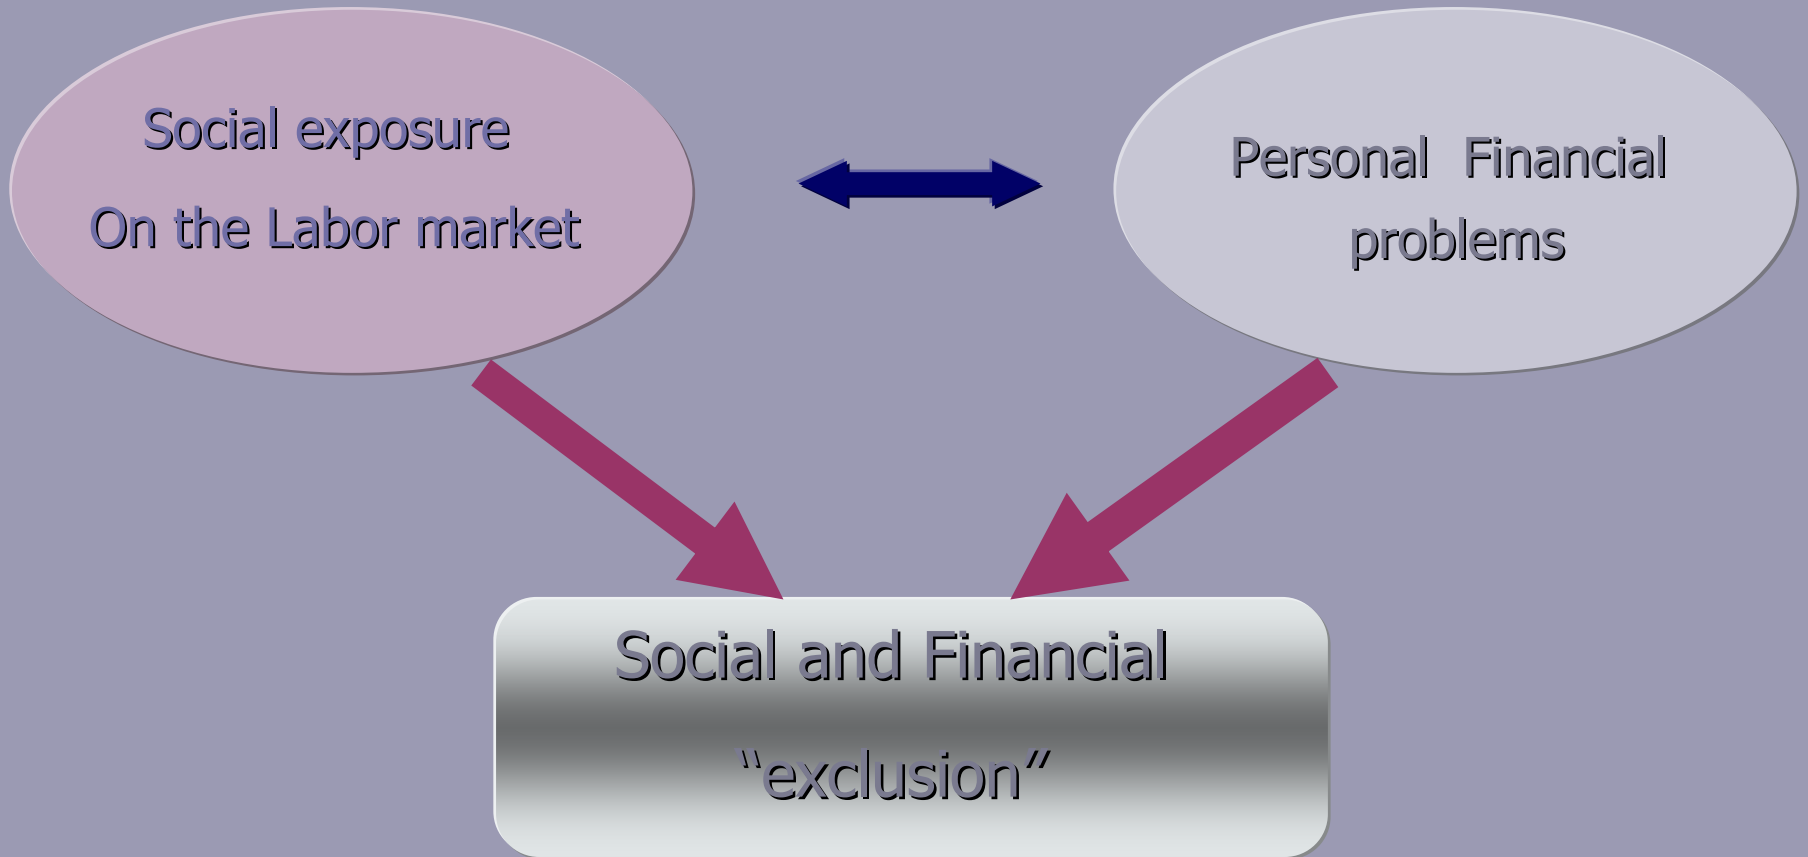 Social exposure
On the Labor market
Personal  Financial
problems
Social and Financial
“exclusion”